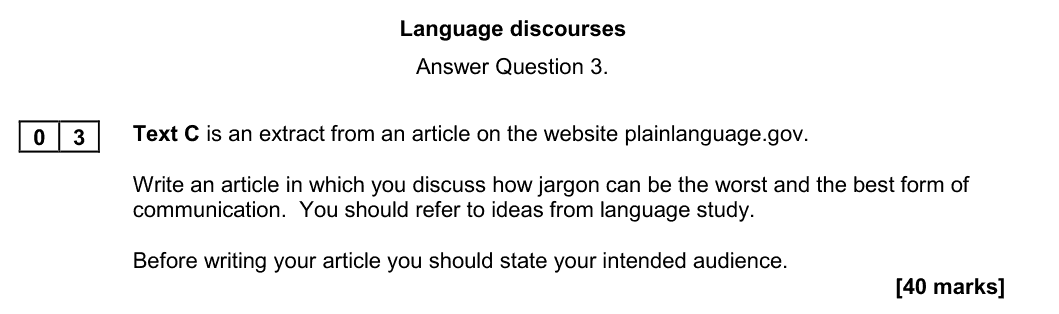 Language discourses
Answer Question 3.
0 3 Text C is an extract from an article on the website plainlanguage.gov.
Write an article in which you discuss how jargon can be the worst and the best form of
communication. You should refer to ideas from language study.
Before writing your article you should state your intended audience.
[40 marks]